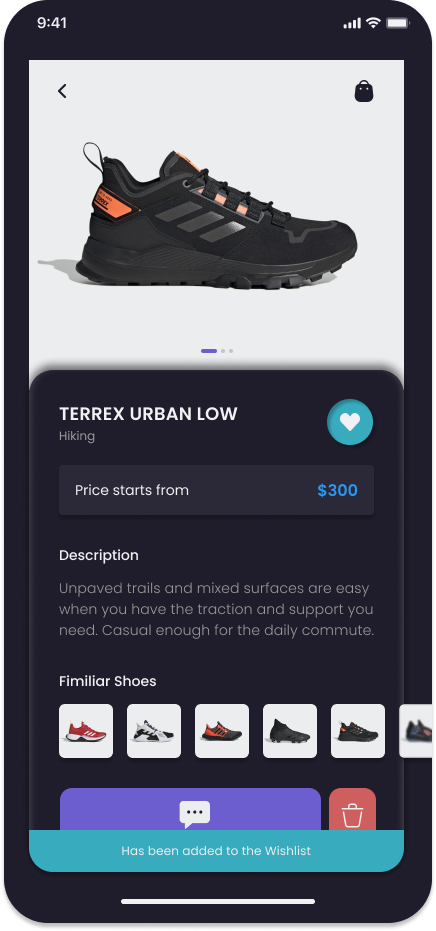 9:41
TERREX URBAN LOW
Hiking
Price starts from
$300
Description
Unpaved trails and mixed surfaces are easy
when you have the traction and support you
need. Casual enough for the daily commute.
Fimiliar Shoes
Has been added to the Wishlist